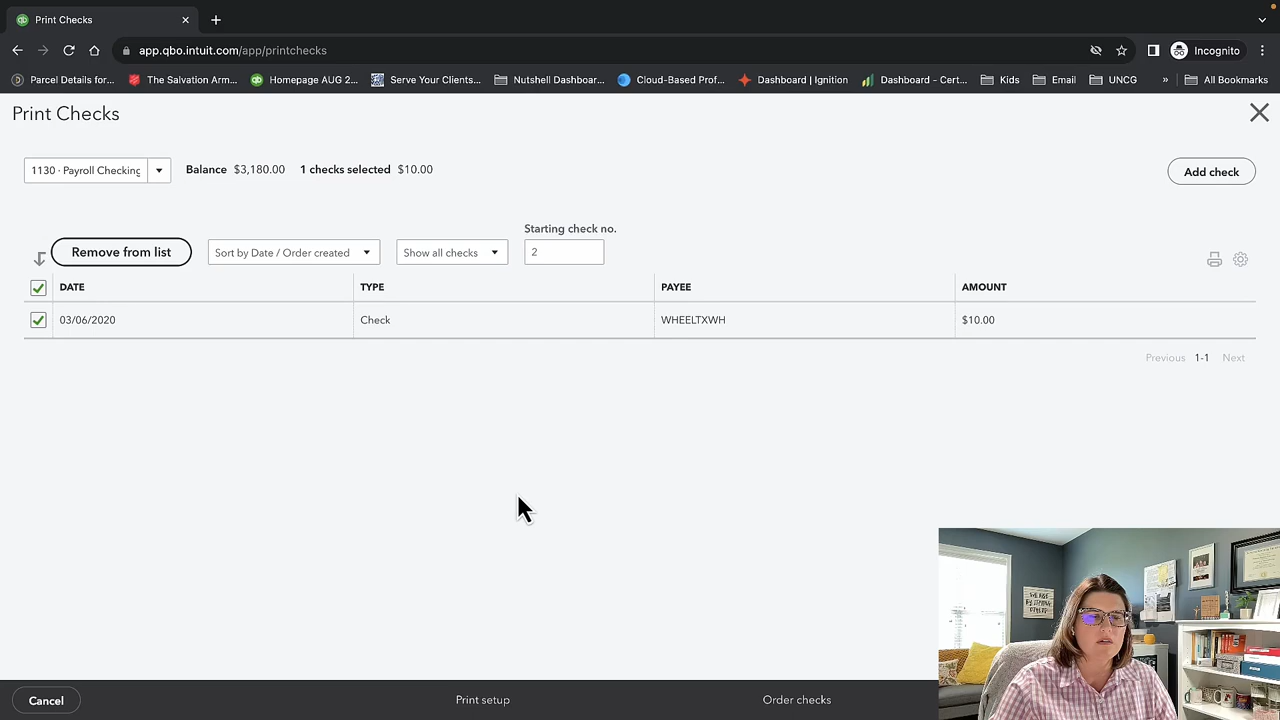 Print Checks
app.qbo.intuit.com/app/printchecks
Incognito
Parcel Details for...
The Salvation Arm...
Homepage AUG 2...
Serve Your Clients...
Nutshell Dashboar...
Cloud-Based Prof...
Dashboard | Ignition
Dashboard - Cert...
Kids
Email
UNCG
»
All Bookmarks
Print Checks
1130 · Payroll Checking
Balance $3,180.00
1 checks selected $10.00
Add check
Starting check no.
Remove from list
Sort by Date / Order created
Show all checks
2
DATE TYPE PAYEE AMOUNT
03/06/2020 Check WHEELTXWH $10.00
Previous 1-1 Next
Cancel
Print setup
Order checks